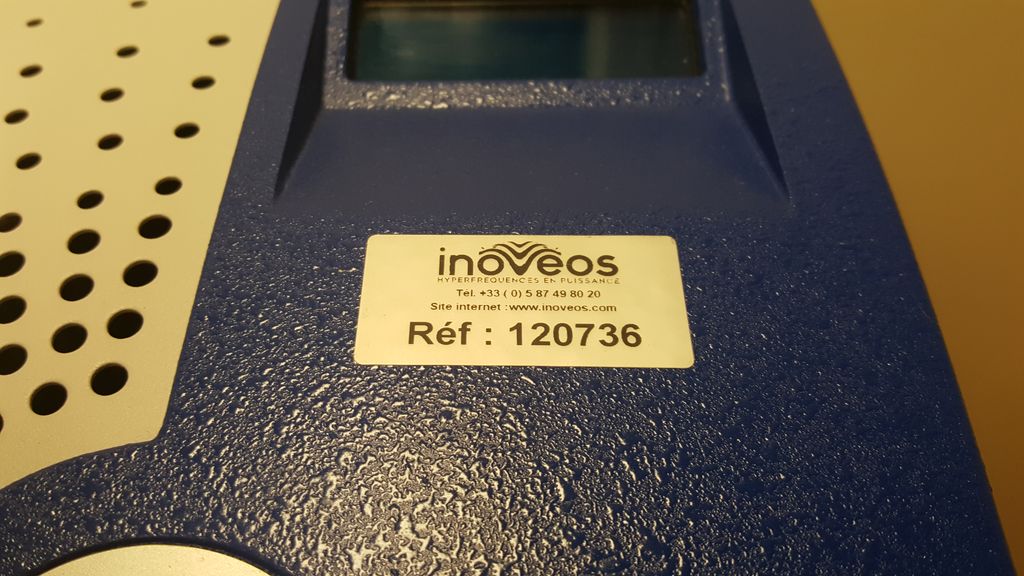 inoveos
HYPERFREQUENCES EN PUISSANCE
Tél. +33 ( 0) 5 87 49 80 20
Site internet :www.inoveos.com
Réf : 120736